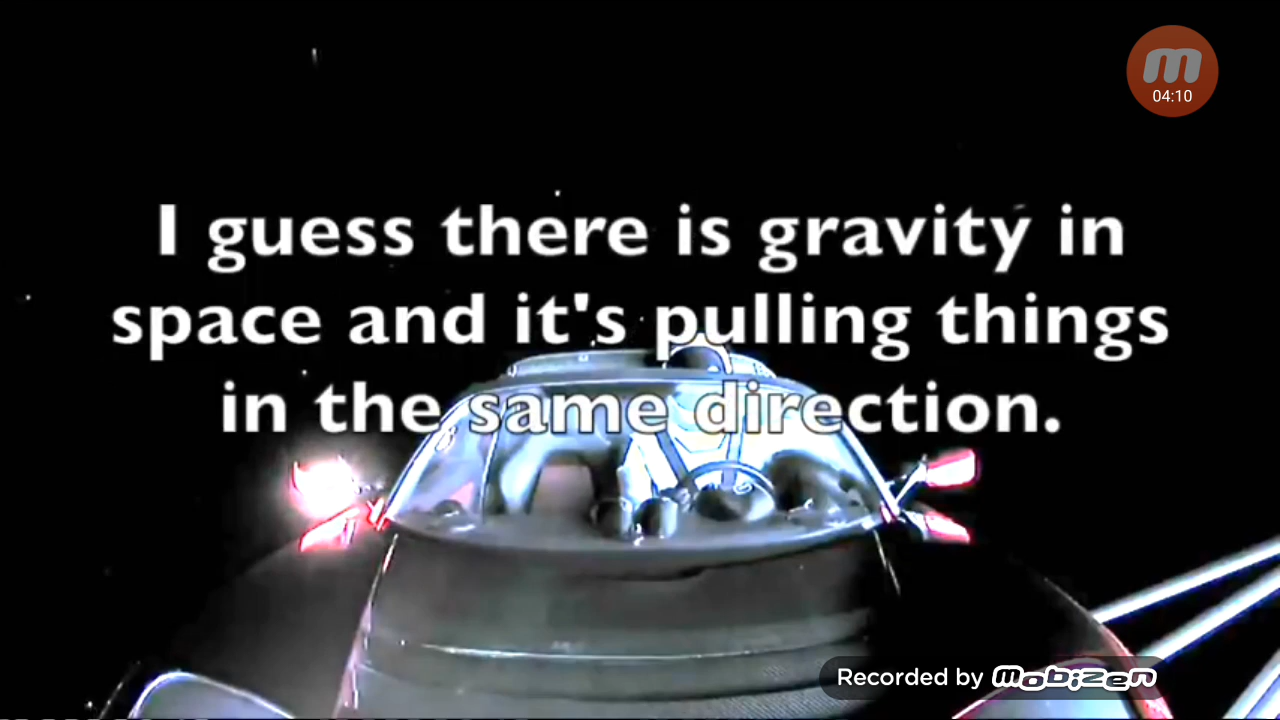 m
04:10
I guess there is gravity in
space and it's pulling things
in the same direction.
Recorded by mobizen